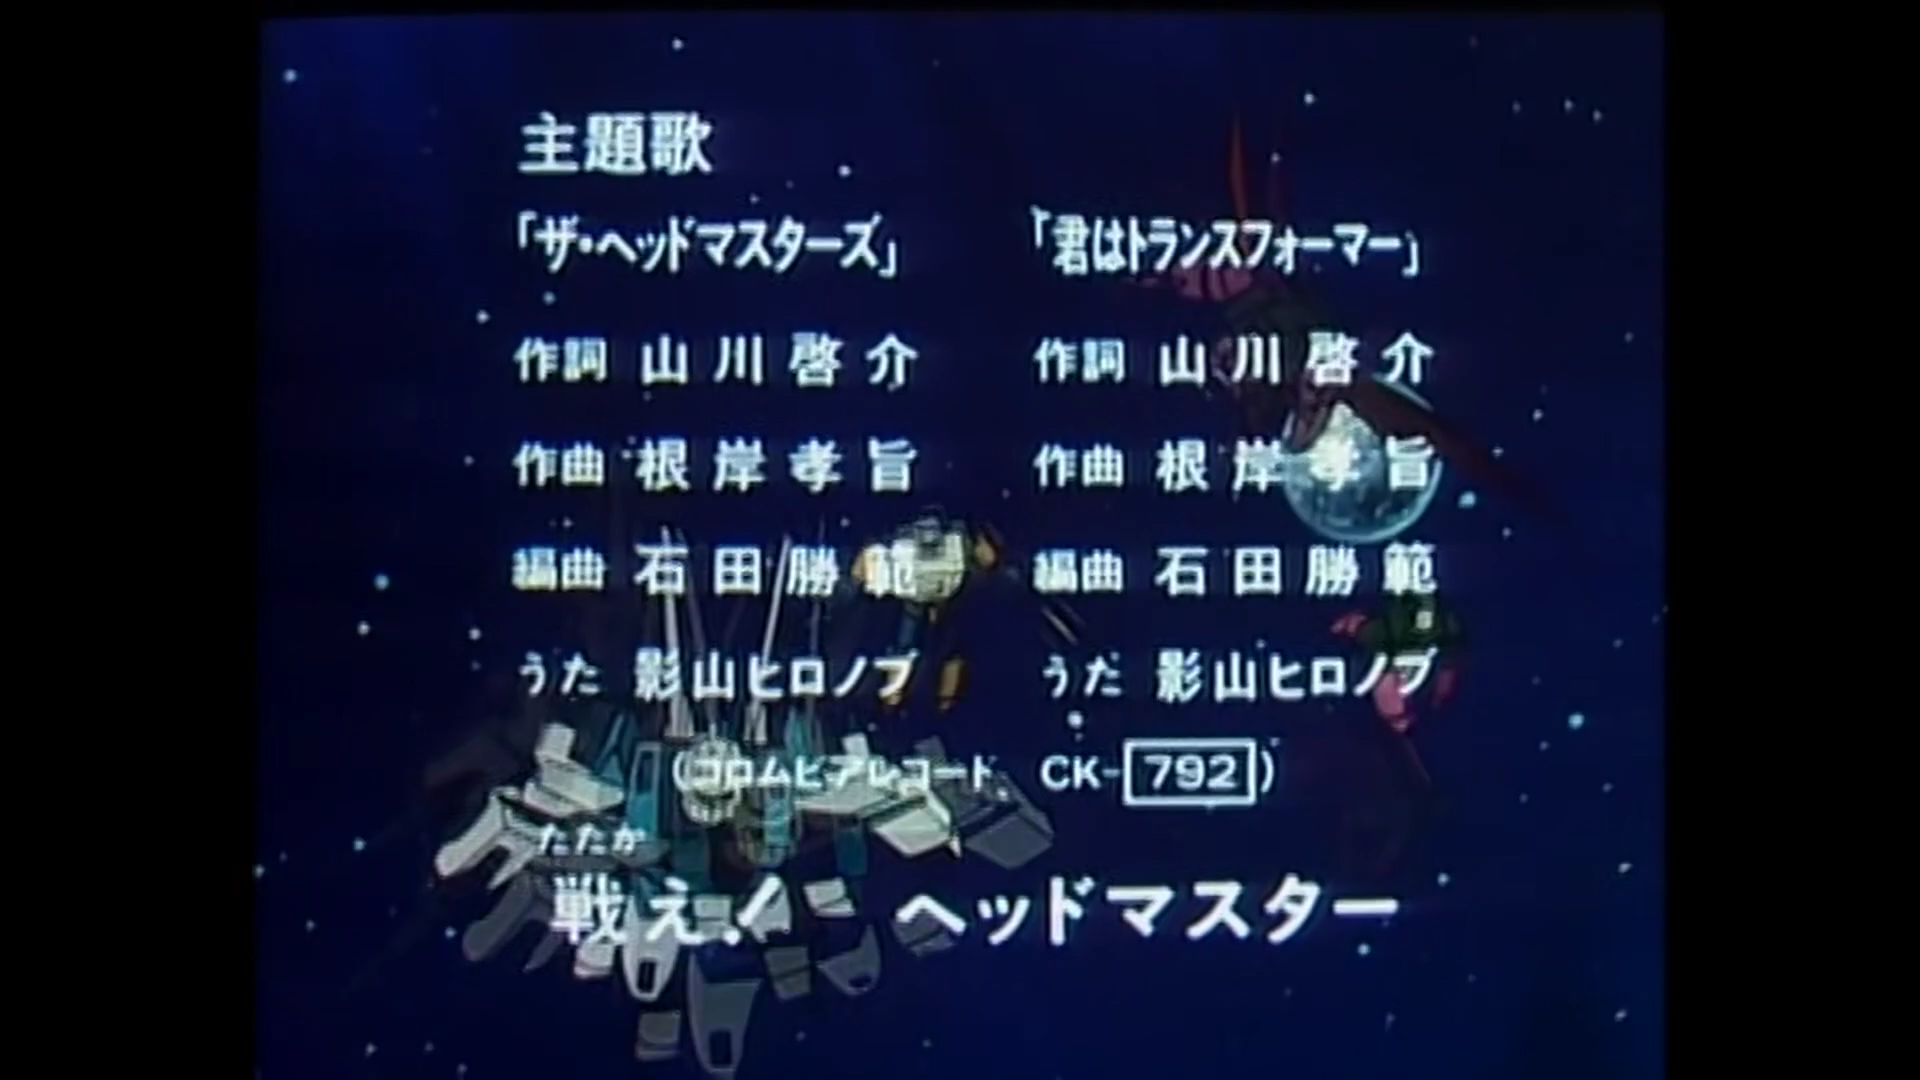 主題歌
「ザ・ヘッドマスターズ」 「君はトランスフォーマー」
作詞 山川啓介 作詞 山川啓介
作曲 根岸孝旨 作曲 根岸孝旨
編曲 石田勝範 編曲 石田勝範
うた 影山ヒロノブ うた 影山ヒロノブ
(コロムビアレコード CK-792)
たたか
戦え! ヘッドマスター